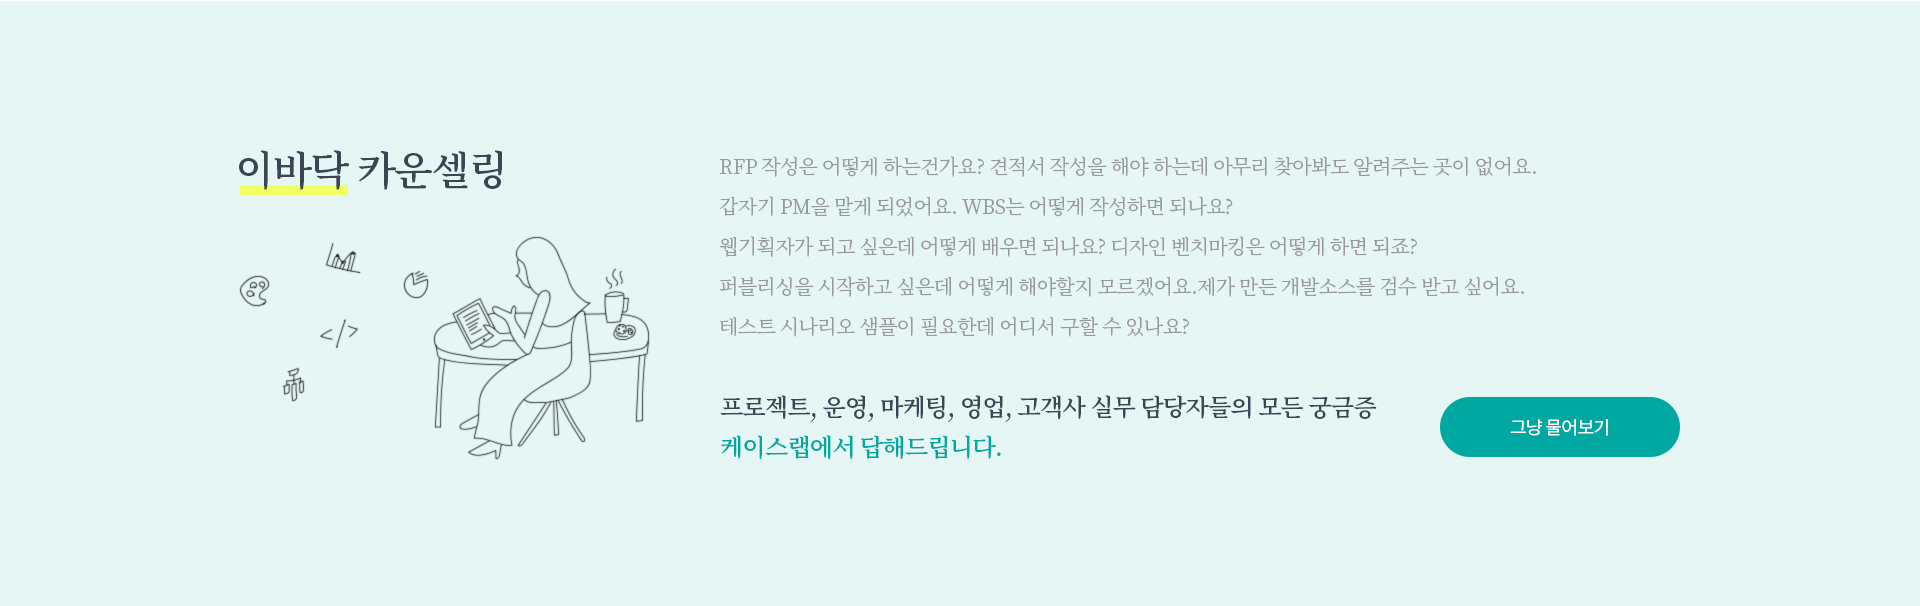 이바닥 카운셀링
RFP 작성은 어떻게 하는건가요? 견적서 작성을 해야 하는데 아무리 찾아봐도 알려주는 곳이 없어요.
갑자기 PM을 맡게 되었어요. WBS는 어떻게 작성하면 되나요?
웹기획자가 되고 싶은데 어떻게 배우면 되나요? 디자인 벤치마킹은 어떻게 하면 되죠?
퍼블리싱을 시작하고 싶은데 어떻게 해야할지 모르겠어요.제가 만든 개발소스를 검수 받고 싶어요.
테스트 시나리오 샘플이 필요한데 어디서 구할 수 있나요?
프로젝트, 운영, 마케팅, 영업, 고객사 실무 담당자들의 모든 궁금증
케이스랩에서 답해드립니다.
그냥 물어보기